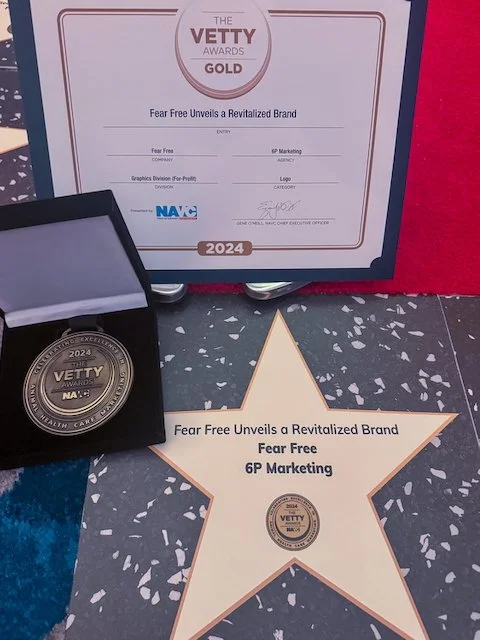 THE
VETTY
AWARDS
GOLD
Fear Free Unveils a Revitalized Brand
ENTRY
Fear Free
COMPANY
6P Marketing
AGENCY
Graphics Division (For-Profit)
DIVISION
Logo
CATEGORY
Presented by NAVC
GENE O'NEILL, NAVC CHIEF EXECUTIVE OFFICER
2024
CELEBRATING EXCELLENCE IN
2024
THE
VETTY
AWARDS
NAVC
ANIMAL HEALTH CARE MARKETING
Fear Free Unveils a Revitalized Brand
Fear Free
6P Marketing
2024
THE
VETTY
AWARDS
NAVC